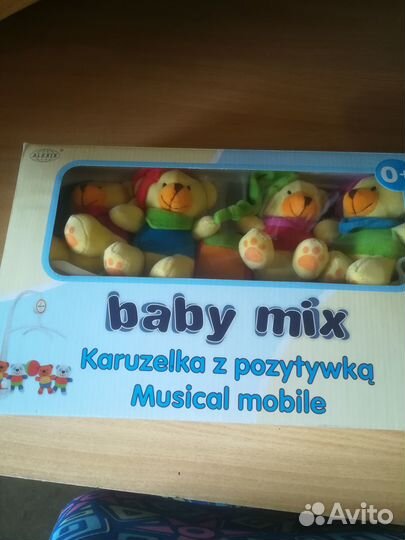 ALEXIS
0+
baby mix
Karuzelka z pozytywką
Musical mobile
Avito